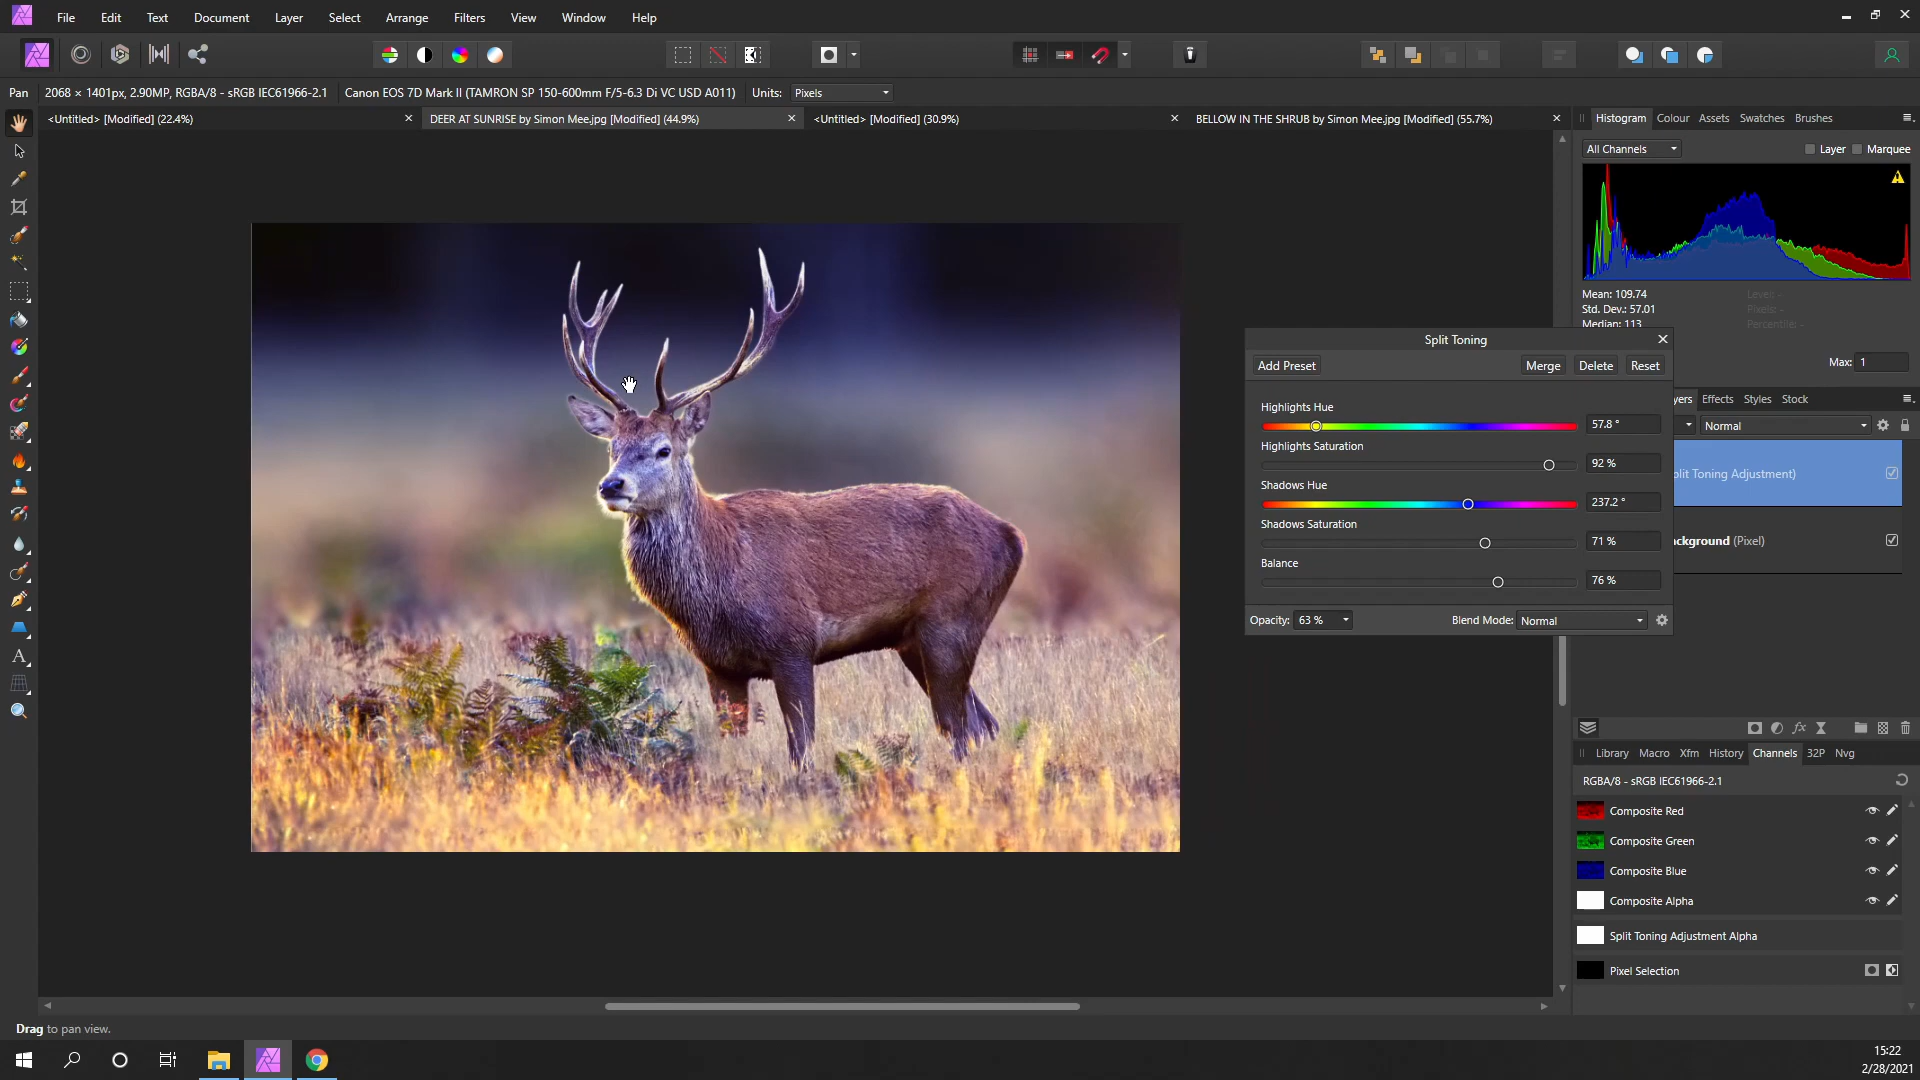 File Edit Text Document Layer Select Arrange Filters View Window Help
Pan 2068 × 1401px, 2.90MP, RGBA/8 - sRGB IEC61966-2.1 Canon EOS 7D Mark II (TAMRON SP 150-600mm F/5-6.3 Di VC USD A011) Units: Pixels
<Untitled> [Modified] (22.4%) DEER AT SUNRISE by Simon Mee.jpg [Modified] (44.9%) <Untitled> [Modified] (30.9%) BELLOW IN THE SHRUB by Simon Mee.jpg [Modified] (55.7%)
Histogram Colour Assets Swatches Brushes
All Channels Layer Marquee
Mean: 109.74 Level: -
Std. Dev.: 57.01 Pixels: -
Median: 113 Percentile: -
Max: 1
Split Toning
Add Preset Merge Delete Reset
Highlights Hue
57.8 °
Highlights Saturation
92 %
Shadows Hue
237.2 °
Shadows Saturation
71 %
Balance
76 %
Opacity: 63 % Blend Mode: Normal
yers Effects Styles Stock
Normal
plit Toning Adjustment)
ckground (Pixel)
Library Macro Xfm History Channels 32P Nvg
RGBA/8 - sRGB IEC61966-2.1
Composite Red
Composite Green
Composite Blue
Composite Alpha
Split Toning Adjustment Alpha
Pixel Selection
Drag to pan view.
15:22
2/28/2021